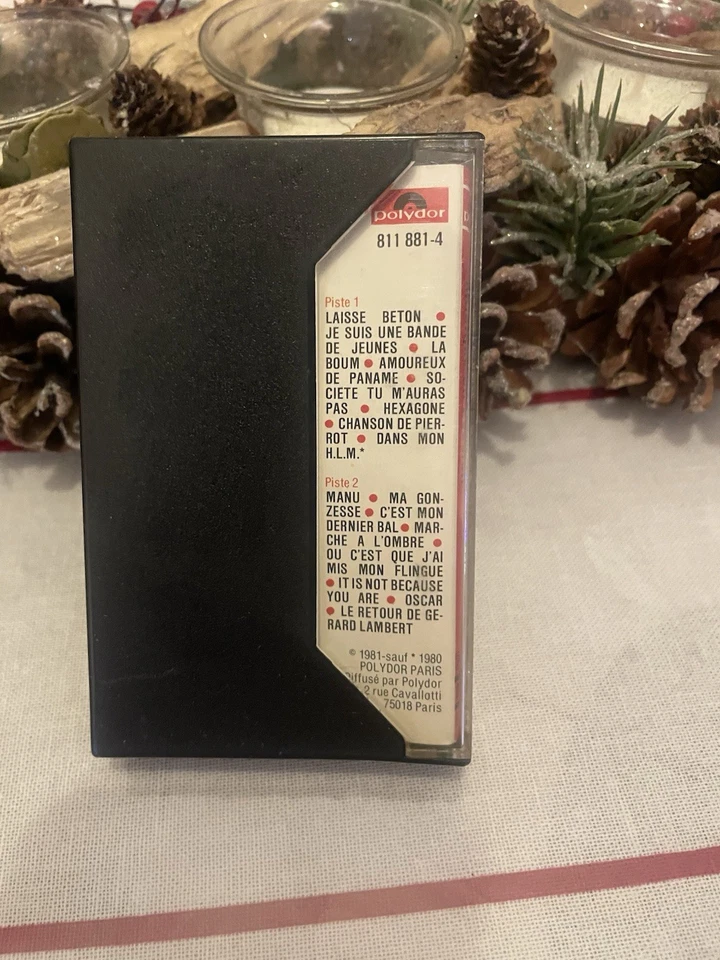 polydor
811 881-4
Piste 1
LAISSE BETON ●
JE SUIS UNE BANDE
DE JEUNES ● LA
BOUM ● AMOUREUX
DE PANAME ● SO-
CIETE TU M'AURAS
PAS ● HEXAGONE
● CHANSON DE PIER-
ROT ● DANS MON
H.L.M.*
Piste 2
MANU ● MA GON-
ZESSE ● C'EST MON
DERNIER BAL ● MAR-
CHE A L'OMBRE ●
OU C'EST QUE J'AI
MIS MON FLINGUE
● IT IS NOT BECAUSE
YOU ARE ● OSCAR
● LE RETOUR DE GE-
RARD LAMBERT
© 1981-sauf * 1980
POLYDOR PARIS
Diffusé par Polydor
2 rue Cavallotti
75018 Paris